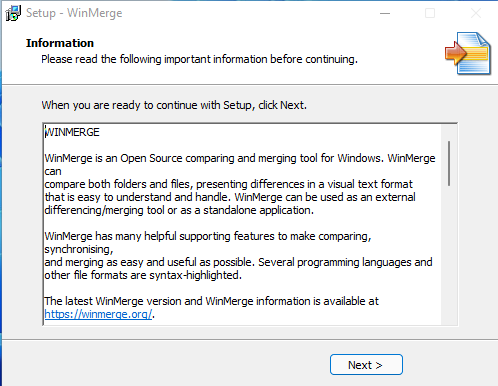 Setup - WinMerge
Information
Please read the following important information before continuing.
When you are ready to continue with Setup, click Next.
WINMERGE
WinMerge is an Open Source comparing and merging tool for Windows. WinMerge
can
compare both folders and files, presenting differences in a visual text format
that is easy to understand and handle. WinMerge can be used as an external
differencing/merging tool or as a standalone application.
WinMerge has many helpful supporting features to make comparing,
synchronising,
and merging as easy and useful as possible. Several programming languages and
other file formats are syntax-highlighted.
The latest WinMerge version and WinMerge information is available at
https://winmerge.org/.
Next >